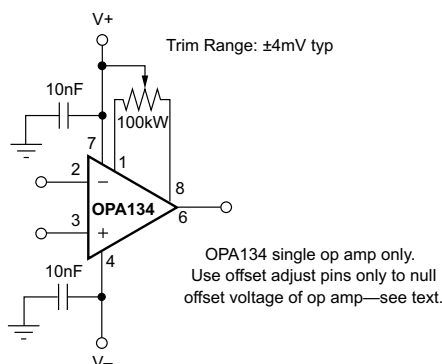 V+
Trim Range: ±4mV typ
10nF
100kW
7
1
2
−
8
OPA134
6
3
+
10nF
4
OPA134 single op amp only.
Use offset adjust pins only to null
offset voltage of op amp—see text.
V−